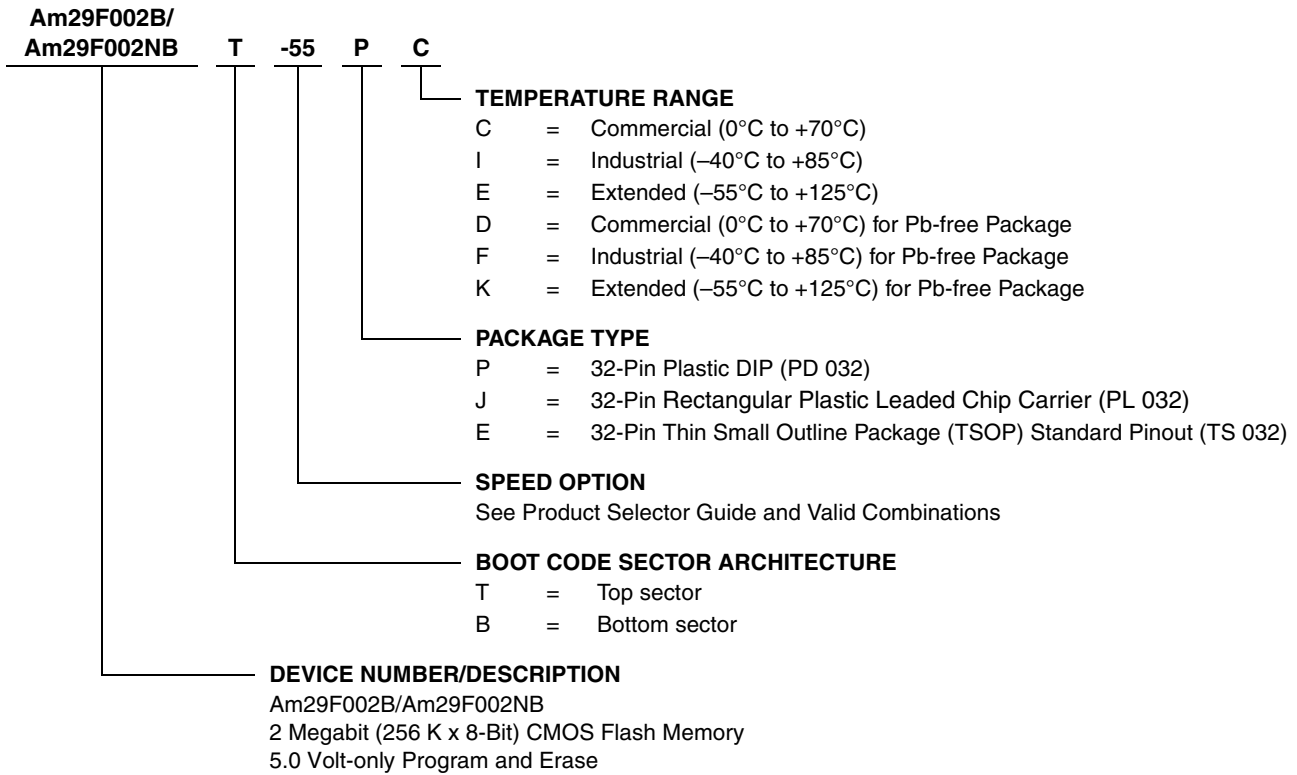 Am29F002B/
Am29F002NB T -55 P C
TEMPERATURE RANGE
C = Commercial (0°C to +70°C)
I = Industrial (–40°C to +85°C)
E = Extended (–55°C to +125°C)
D = Commercial (0°C to +70°C) for Pb-free Package
F = Industrial (–40°C to +85°C) for Pb-free Package
K = Extended (–55°C to +125°C) for Pb-free Package
PACKAGE TYPE
P = 32-Pin Plastic DIP (PD 032)
J = 32-Pin Rectangular Plastic Leaded Chip Carrier (PL 032)
E = 32-Pin Thin Small Outline Package (TSOP) Standard Pinout (TS 032)
SPEED OPTION
See Product Selector Guide and Valid Combinations
BOOT CODE SECTOR ARCHITECTURE
T = Top sector
B = Bottom sector
DEVICE NUMBER/DESCRIPTION
Am29F002B/Am29F002NB
2 Megabit (256 K x 8-Bit) CMOS Flash Memory
5.0 Volt-only Program and Erase